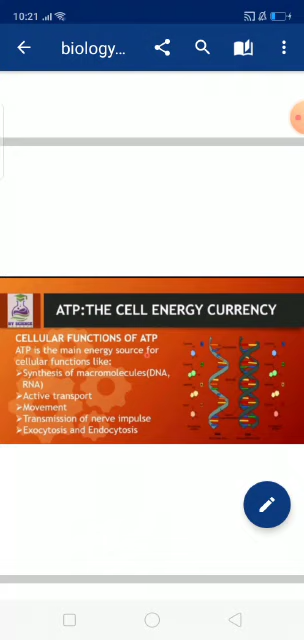 10:21
biology...
ATP:THE CELL ENERGY CURRENCY
CELLULAR FUNCTIONS OF ATP
ATP is the main energy source for
cellular functions like:
➢Synthesis of macromolecules(DNA,
RNA)
➢Active transport
➢Movement
➢Transmission of nerve impulse
➢Exocytosis and Endocytosis